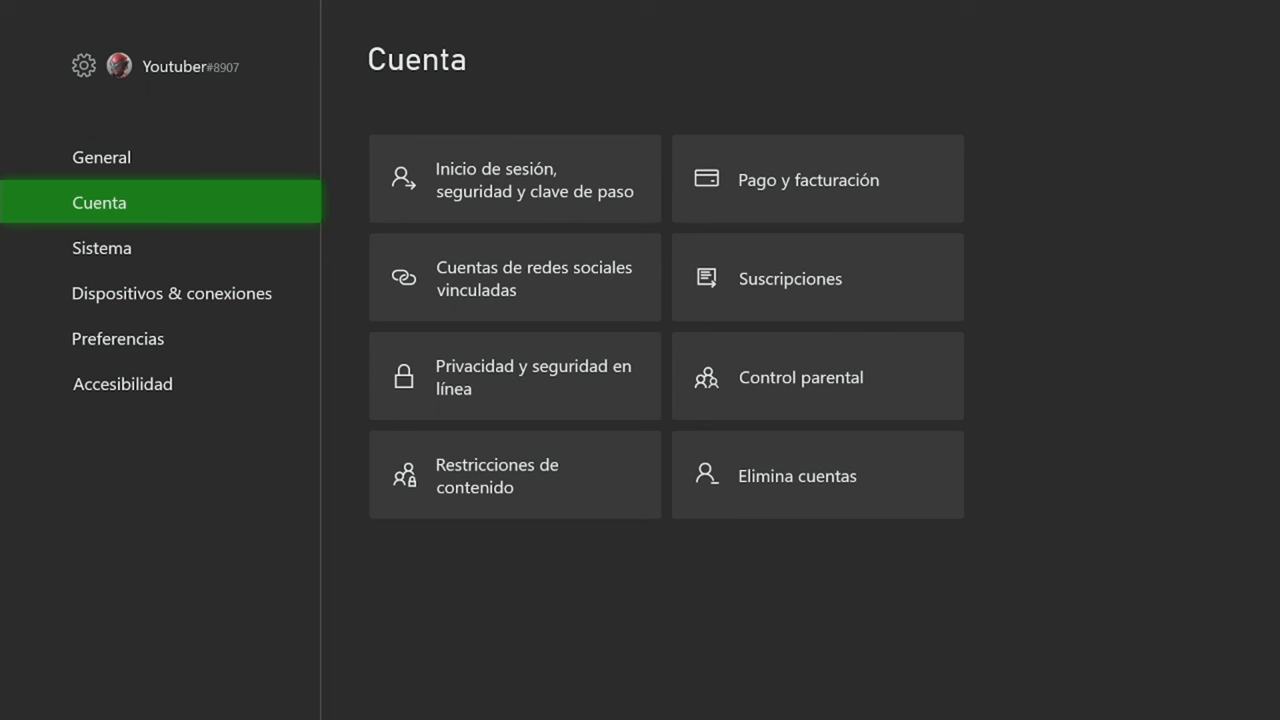 Youtuber#8907
General
Cuenta
Sistema
Dispositivos & conexiones
Preferencias
Accesibilidad
Cuenta
Inicio de sesión,
seguridad y clave de paso
Pago y facturación
Cuentas de redes sociales
vinculadas
Suscripciones
Privacidad y seguridad en
línea
Control parental
Restricciones de
contenido
Elimina cuentas